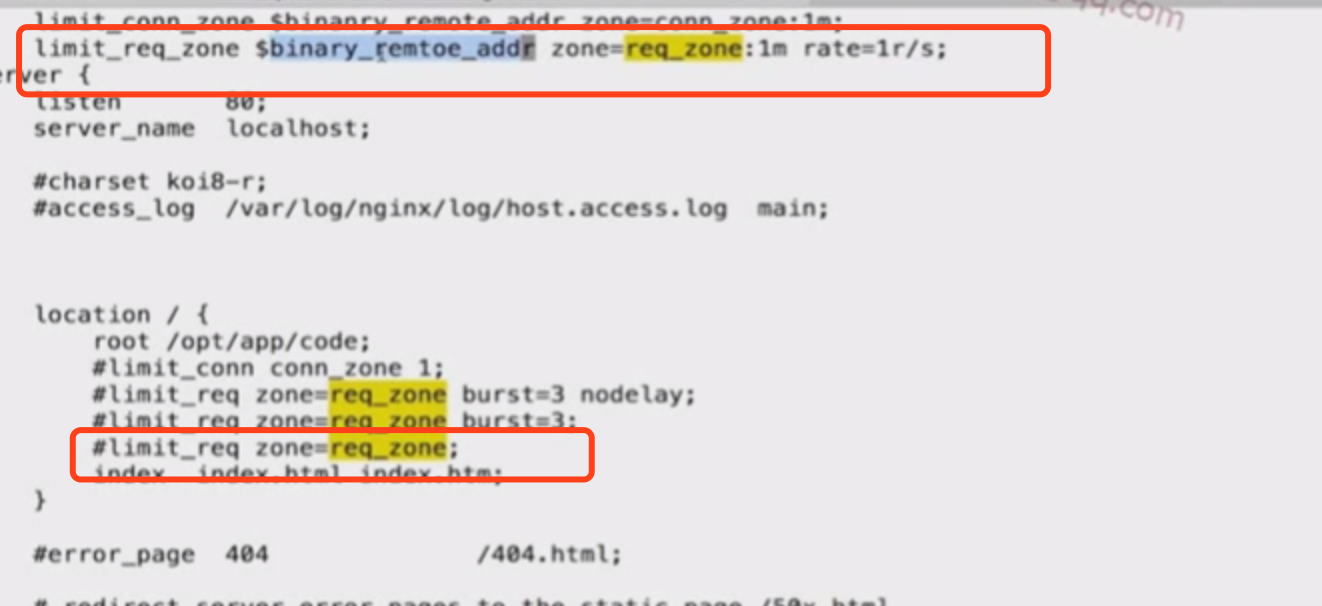 limit_conn_zone $binanry_remote_addr zone=conn_zone:1m;
limit_req_zone $binary_remtoe_addr zone=req_zone:1m rate=1r/s;
erver {
listen 80;
server_name localhost;
#charset koi8-r;
#access_log /var/log/nginx/log/host.access.log main;
location / {
root /opt/app/code;
#limit_conn conn_zone 1;
#limit_req zone=req_zone burst=3 nodelay;
#limit_req zone=req_zone burst=3;
#limit_req zone=req_zone;
index index.html index.htm;
}
#error_page 404 /404.html;
# redirect server error pages to the static page /50x.html